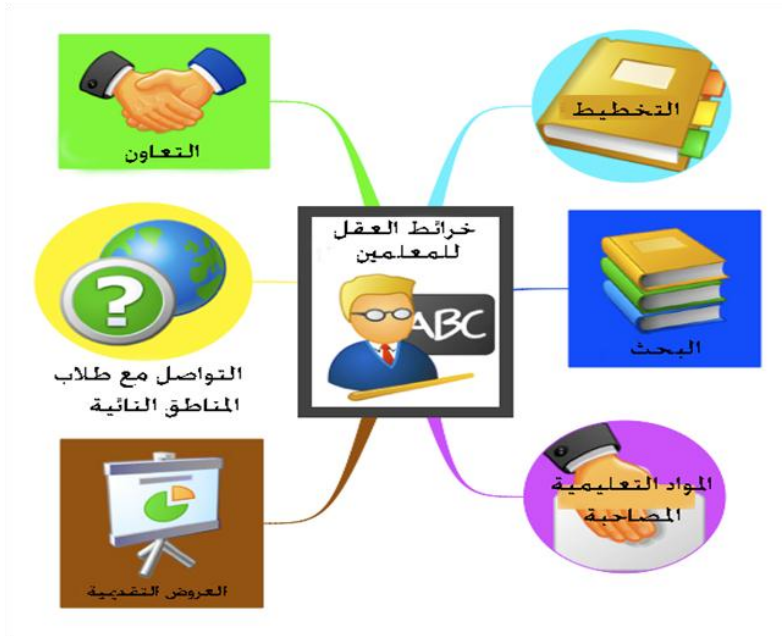 خرائط العقل
للمعلمين
ABC
التخطيط
البحث
المواد التعليمية
المصاحبة
التعاون
التواصل مع طلاب
المناطق النائية
العروض التقديمية
?